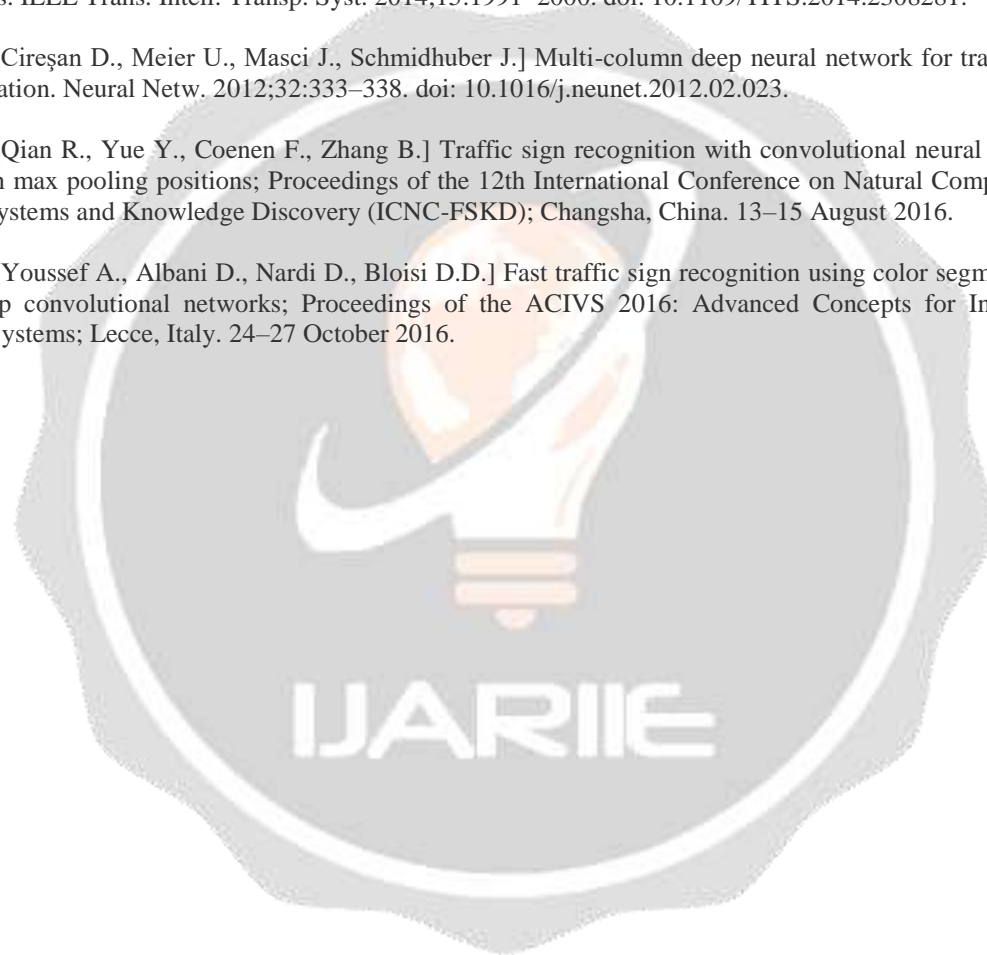 IEEE Trans. Intell. Transp. Syst. 2014;15:1991–2000. doi: 10.1109/TITS.2014.2308281.
Cireşan D., Meier U., Masci J., Schmidhuber J.] Multi-column deep neural network for tra
ation. Neural Netw. 2012;32:333–338. doi: 10.1016/j.neunet.2012.02.023.
Qian R., Yue Y., Coenen F., Zhang B.] Traffic sign recognition with convolutional neural
max pooling positions; Proceedings of the 12th International Conference on Natural Comp
ystems and Knowledge Discovery (ICNC-FSKD); Changsha, China. 13–15 August 2016.
Youssef A., Albani D., Nardi D., Bloisi D.D.] Fast traffic sign recognition using color segm
p convolutional networks; Proceedings of the ACIVS 2016: Advanced Concepts for In
ystems; Lecce, Italy. 24–27 October 2016.
IJARIIE